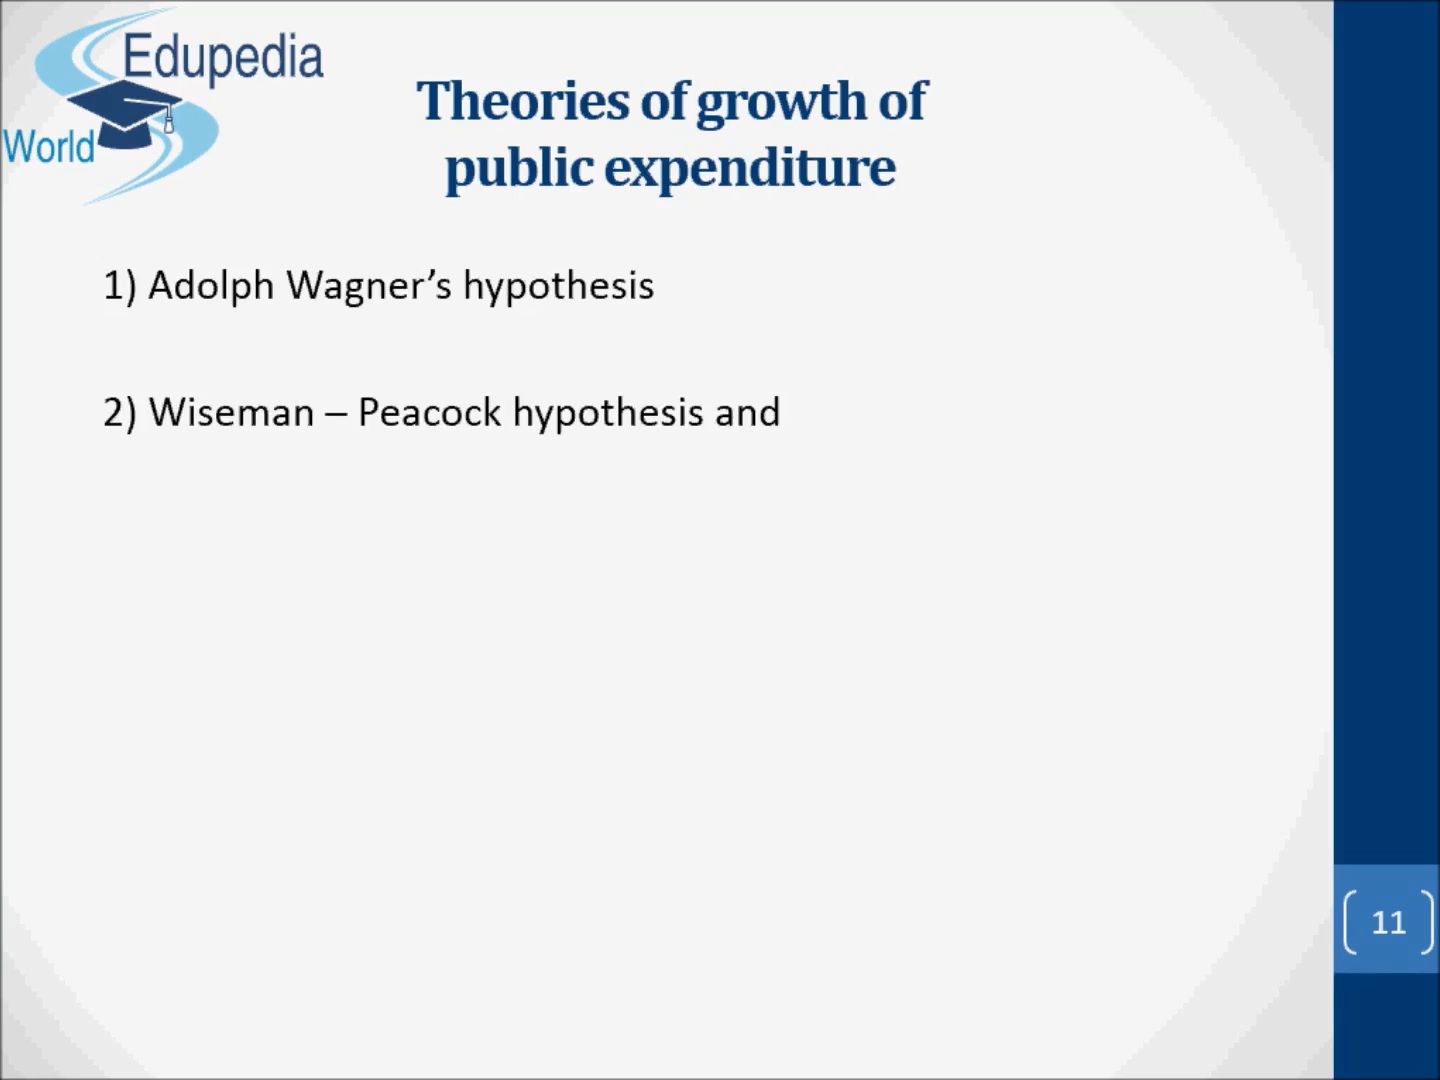 Edupedia
World
Theories of growth of
public expenditure
1) Adolph Wagner’s hypothesis
2) Wiseman – Peacock hypothesis and
11